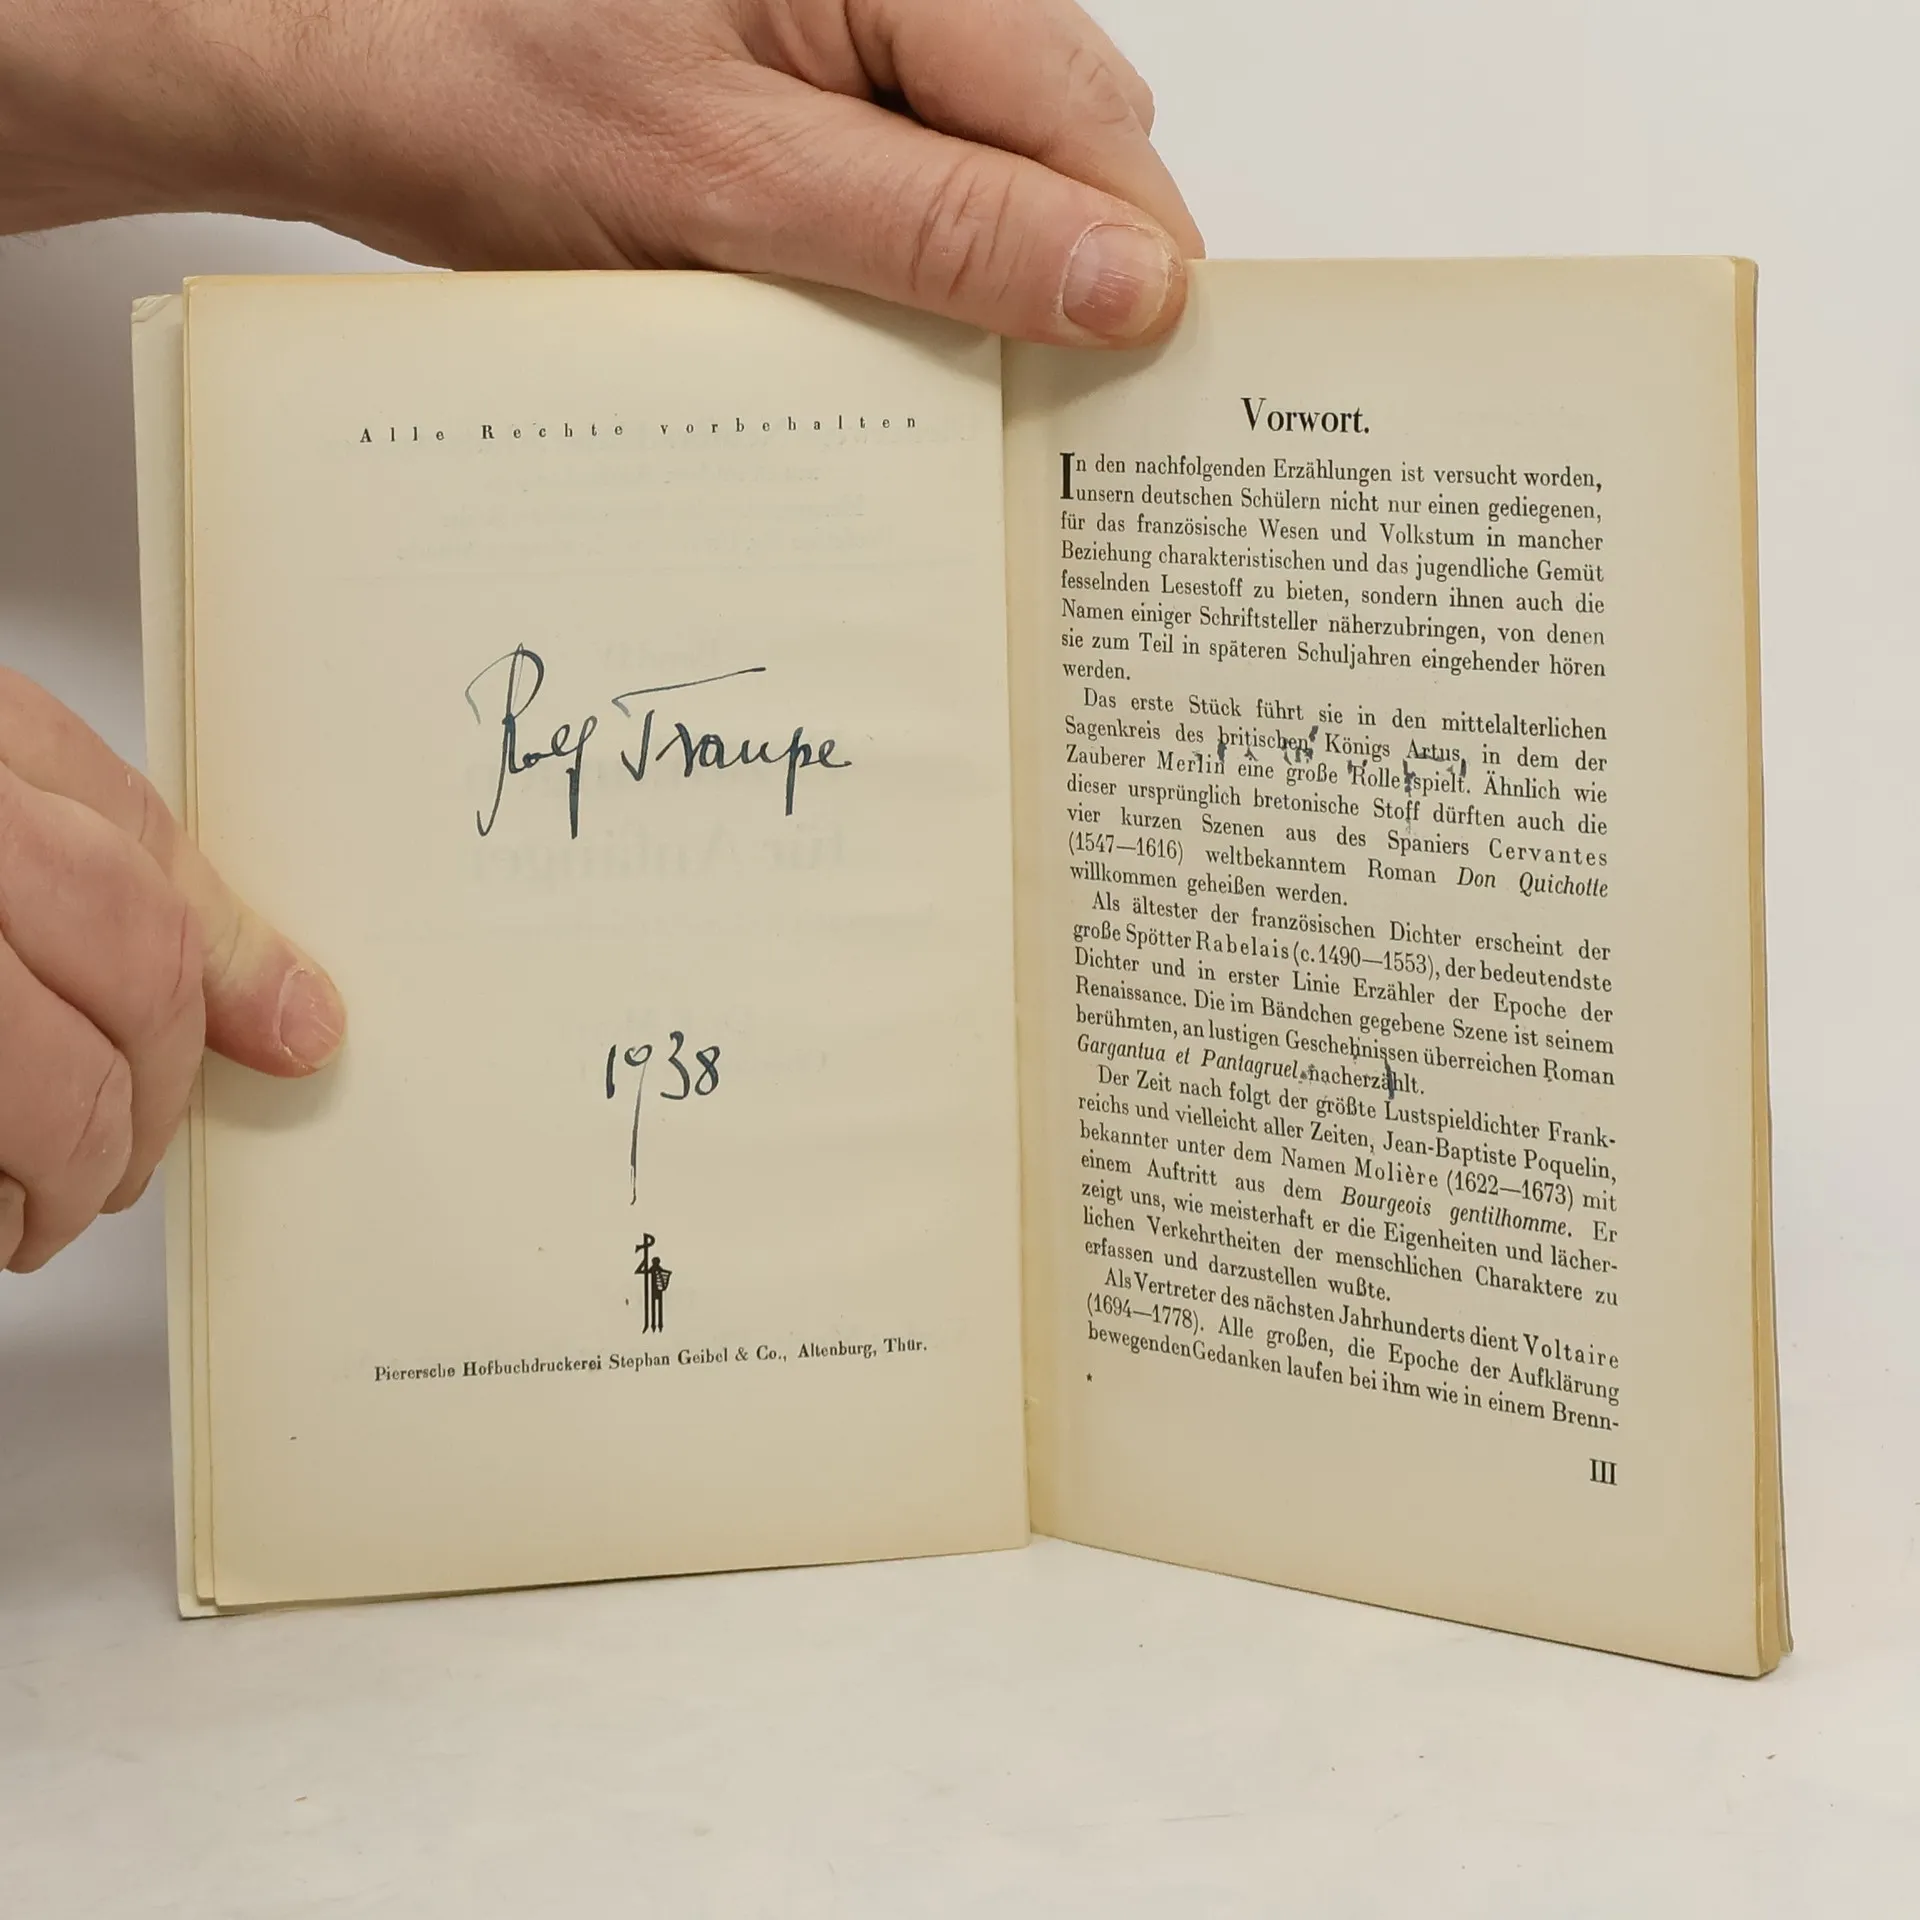 Alle Rechte vorbehalten
Rolf Traupe
1938
Pierersche Hofbuchdruckerei Stephan Geibel & Co., Altenburg, Thür.
Vorwort.
In den nachfolgenden Erzählungen ist versucht worden,
unsern deutschen Schülern nicht nur einen gediegenen,
für das französische Wesen und Volkstum in mancher
Beziehung charakteristischen und das jugendliche Gemüt
fesselnden Lesestoff zu bieten, sondern ihnen auch die
Namen einiger Schriftsteller näherzubringen, von denen
sie zum Teil in späteren Schuljahren eingehender hören
werden.
Das erste Stück führt sie in den mittelalterlichen
Sagenkreis des britischen Königs Artus, in dem der
Zauberer Merlin eine große Rolle spielt. Ähnlich wie
dieser ursprünglich bretonische Stoff dürften auch die
vier kurzen Szenen aus des Spaniers Cervantes
(1547—1616) weltbekanntem Roman Don Quichotte
willkommen geheißen werden.
Als ältester der französischen Dichter erscheint der
große Spötter Rabelais (c. 1490—1553), der bedeutendste
Dichter und in erster Linie Erzähler der Epoche der
Renaissance. Die im Bändchen gegebene Szene ist seinem
berühmten, an lustigen Geschehnissen überreichen Roman
Gargantua et Pantagruel nacherzählt.
Der Zeit nach folgt der größte Lustspieldichter Frank-
reichs und vielleicht aller Zeiten, Jean-Baptiste Poquelin,
bekannter unter dem Namen Molière (1622—1673) mit
einem Auftritt aus dem Bourgeois gentilhomme. Er
zeigt uns, wie meisterhaft er die Eigenheiten und lächer-
lichen Verkehrtheiten der menschlichen Charaktere zu
erfassen und darzustellen wußte.
Als Vertreter des nächsten Jahrhunderts dient Voltaire
(1694—1778). Alle großen, die Epoche der Aufklärung
bewegenden Gedanken laufen bei ihm wie in einem Brenn-
*
III